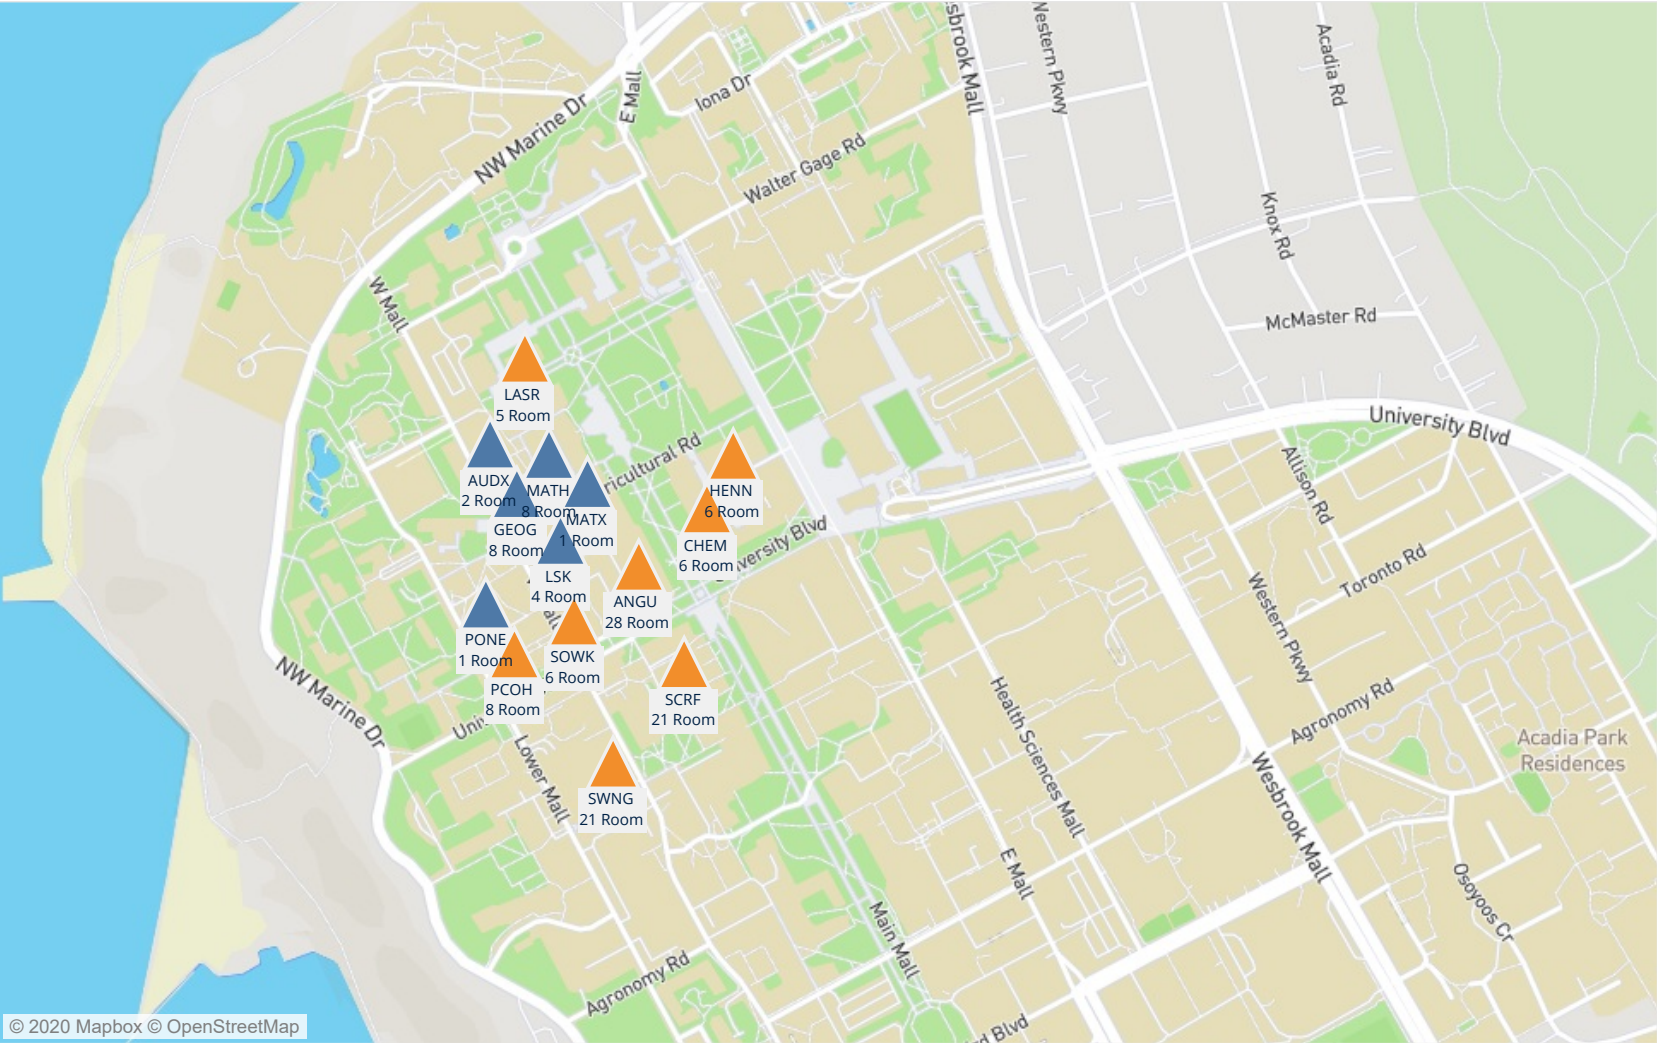 sbrook Mall
Western Pkwy
Acadia Rd
E Mall
Iona Dr
NW Marine Dr
Walter Gage Rd
Knox Rd
W Mall
McMaster Rd
LASR
5 Room
University Blvd
ricultural Rd
Allison Rd
AUDX
2 Room
MATH
8 Room
HENN
6 Room
MATX
1 Room
GEOG
8 Room
CHEM
6 Room
iversity Blvd
LSK
4 Room
Toronto Rd
ANGU
28 Room
Western Pkwy
all
PONE
1 Room
SOWK
6 Room
PCOH
8 Room
SCRF
21 Room
NW Marine Dr
Univ
Health Sciences Mall
Agronomy Rd
Acadia Park
Residences
Lower Mall
SWNG
21 Room
Wesbrook Mall
E Mall
Osoyoos Cr
Main Mall
Agronomy Rd
rd Blvd
© 2020 Mapbox © OpenStreetMap